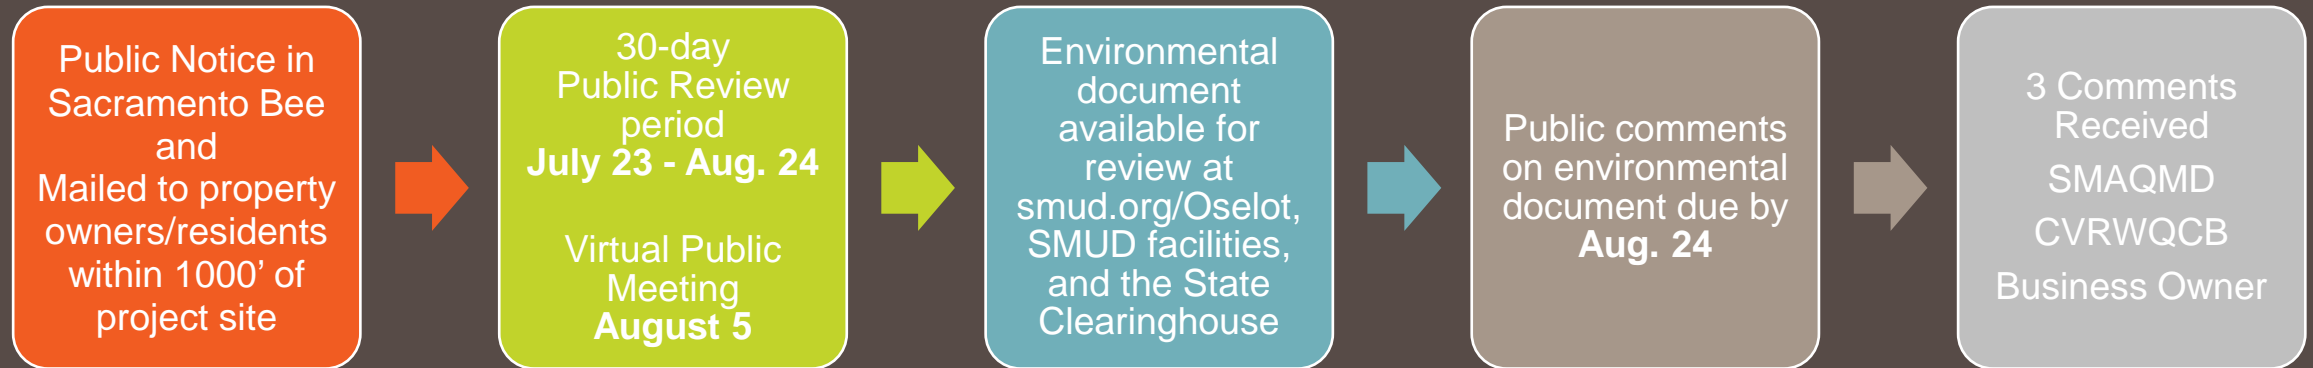 Public Notice in
Sacramento Bee
and
Mailed to property
owners/residents
within 1000’ of
project site
30-day
Public Review
period
July 23 - Aug. 24
Virtual Public
Meeting
August 5
Environmental
document
available for
review at
smud.org/Oselot,
SMUD facilities,
and the State
Clearinghouse
Public comments
on environmental
document due by
Aug. 24
3 Comments
Received
SMAQMD
CVRWQCB
Business Owner